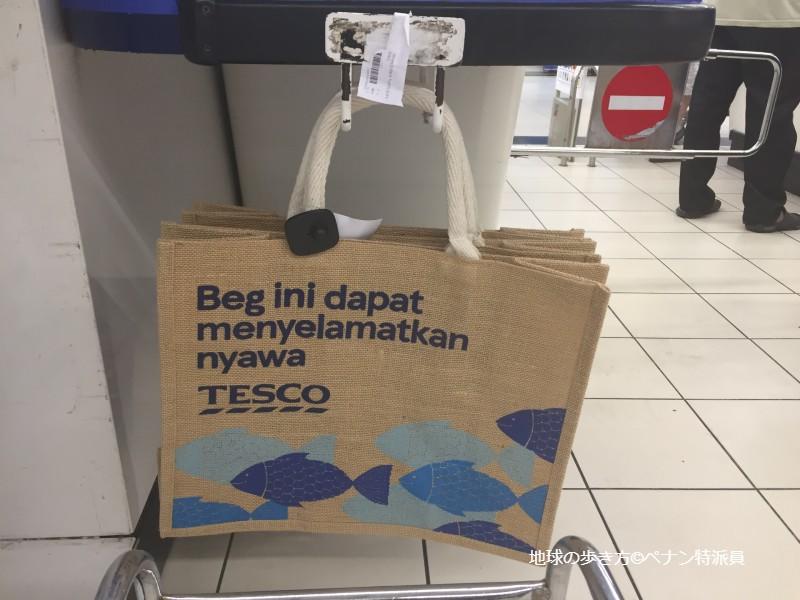 Beg ini dapat
menyelamatkan
nyawa
TESCO
地球の歩き方©ペナン特派員